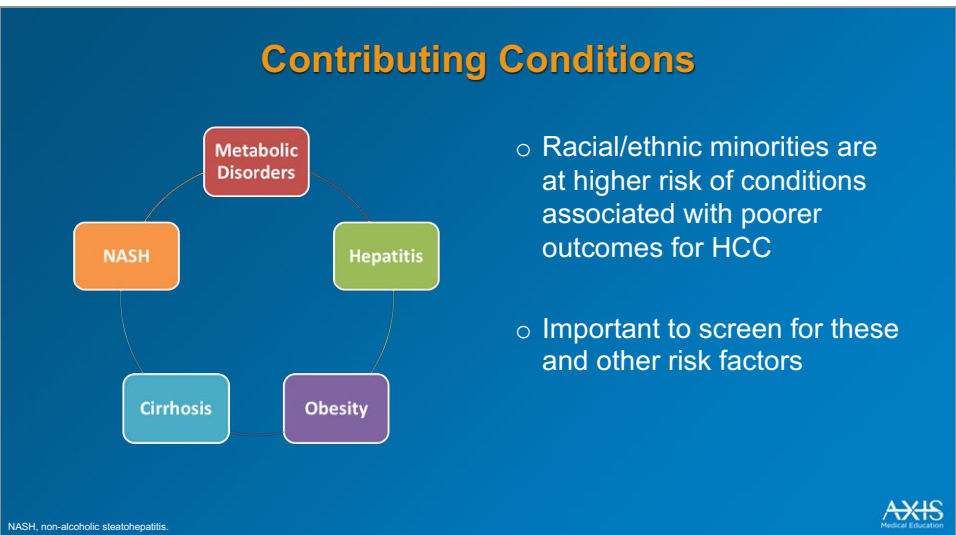 Contributing Conditions
Metabolic
Disorders
NASH
Hepatitis
Cirrhosis
Obesity
○ Racial/ethnic minorities are
at higher risk of conditions
associated with poorer
outcomes for HCC
○ Important to screen for these
and other risk factors
NASH, non-alcoholic steatohepatitis.
AXIS
Medical Education